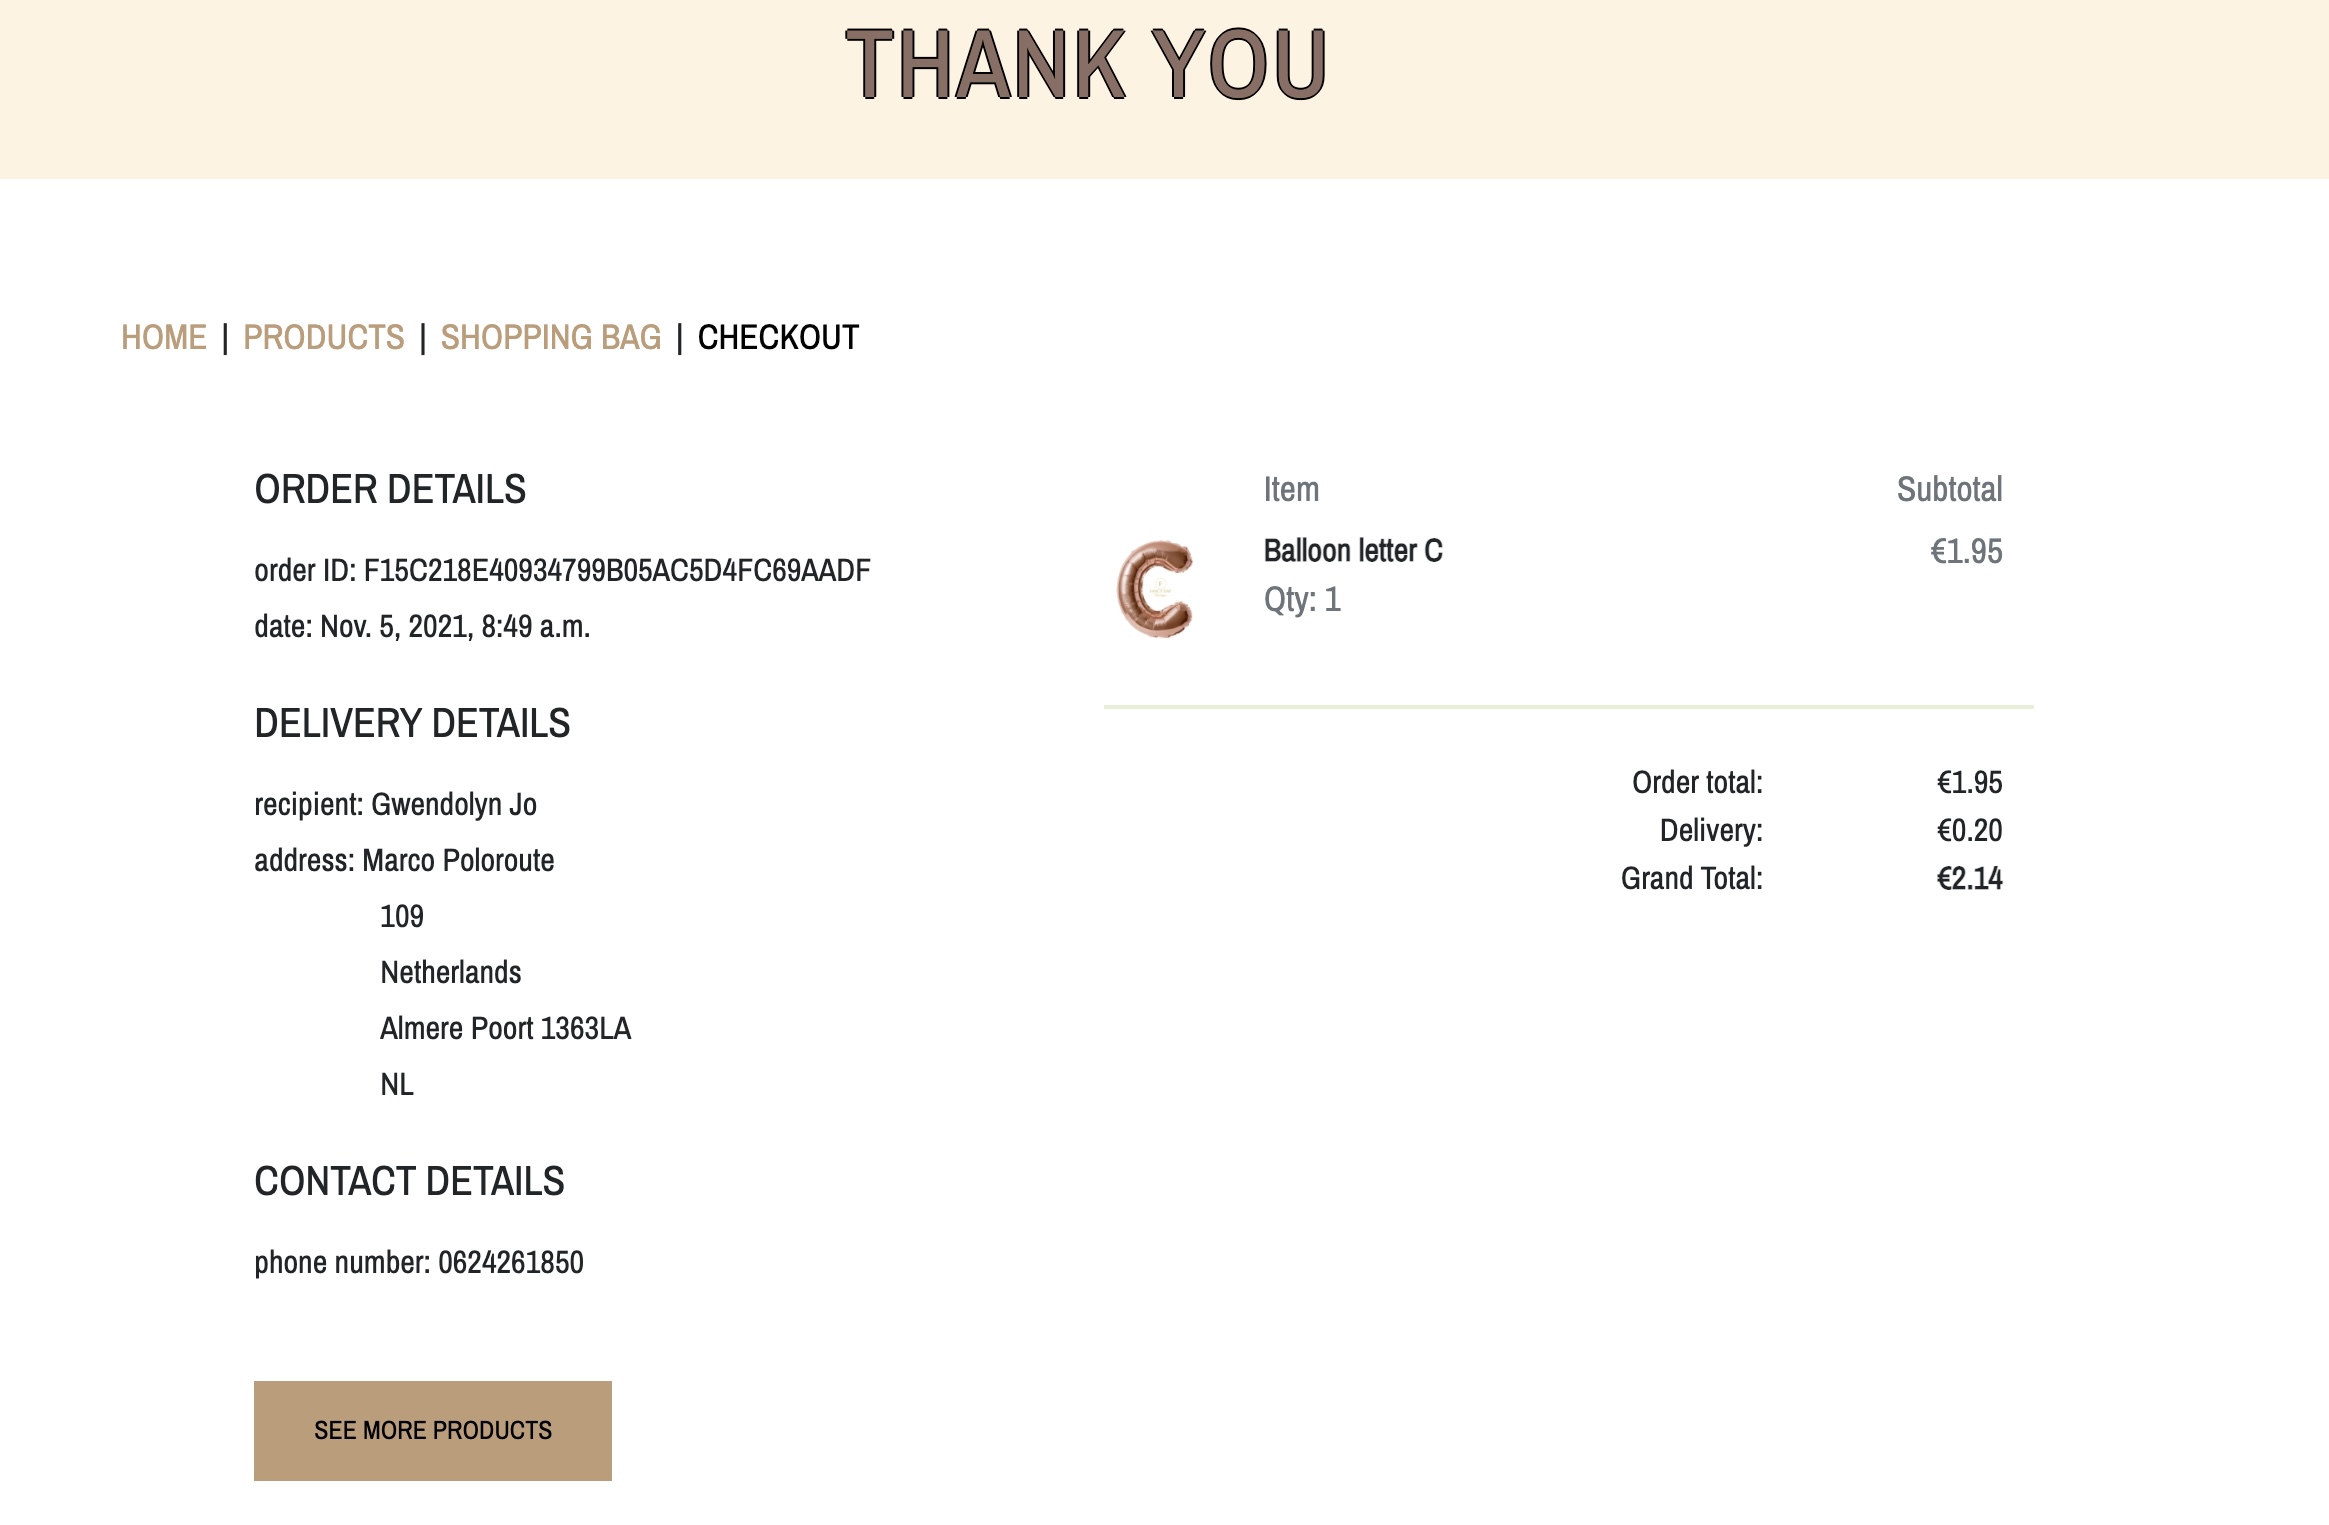 THANK YOU
HOME | PRODUCTS | SHOPPING BAG | CHECKOUT
ORDER DETAILS
order ID: F15C218E40934799B05AC5D4FC69AADF
date: Nov. 5, 2021, 8:49 a.m.
DELIVERY DETAILS
recipient: Gwendolyn Jo
address: Marco Poloroute
109
Netherlands
Almere Poort 1363LA
NL
CONTACT DETAILS
phone number: 0624261850
SEE MORE PRODUCTS
Item Subtotal
Balloon letter C €1.95
Qty: 1
Order total: €1.95
Delivery: €0.20
Grand Total: €2.14